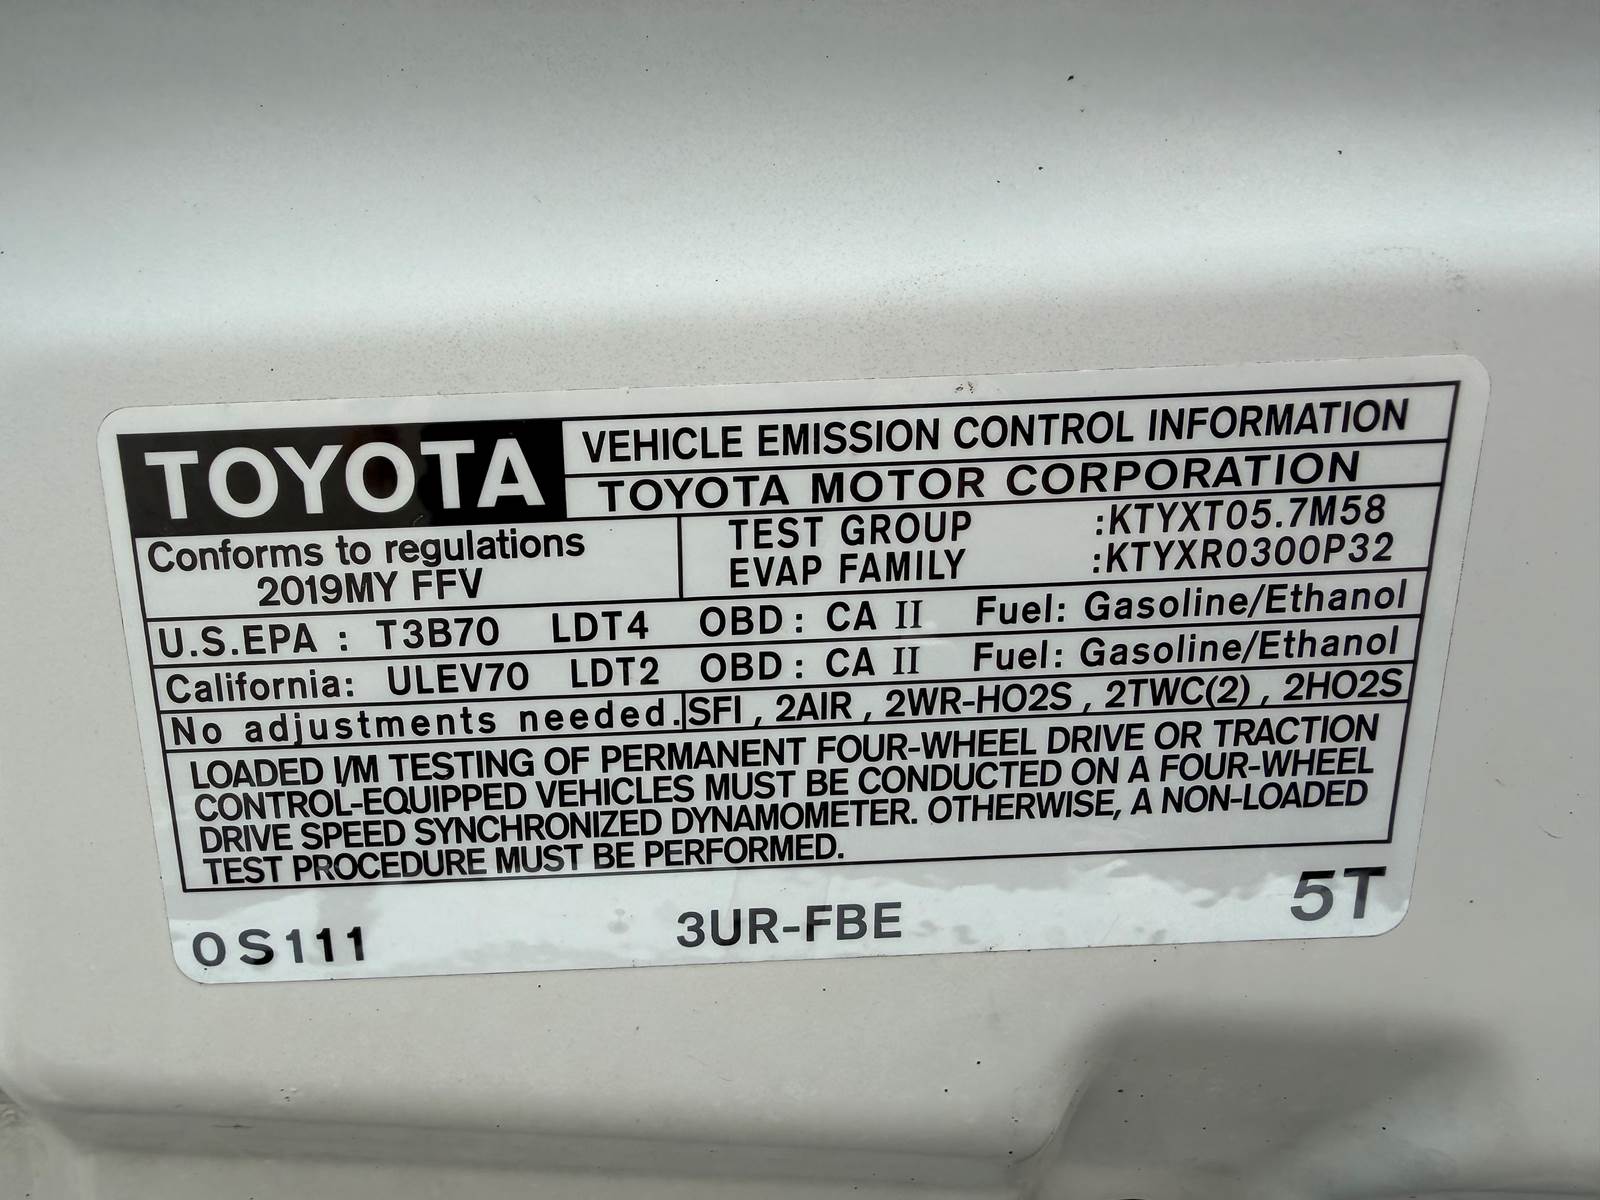 TOYOTA
VEHICLE EMISSION CONTROL INFORMATION
TOYOTA MOTOR CORPORATION
Conforms to regulations
2019MY FFV
TEST GROUP :KTYXT05.7M58
EVAP FAMILY :KTYXR0300P32
U.S.EPA : T3B70 LDT4 OBD: CA II Fuel: Gasoline/Ethanol
California: ULEV70 LDT2 OBD: CA II Fuel: Gasoline/Ethanol
No adjustments needed. SFI , 2AIR , 2WR-HO2S , 2TWC(2) , 2HO2S
LOADED I/M TESTING OF PERMANENT FOUR-WHEEL DRIVE OR TRACTION
CONTROL-EQUIPPED VEHICLES MUST BE CONDUCTED ON A FOUR-WHEEL
DRIVE SPEED SYNCHRONIZED DYNAMOMETER. OTHERWISE, A NON-LOADED
TEST PROCEDURE MUST BE PERFORMED.
0S111 3UR-FBE 5T